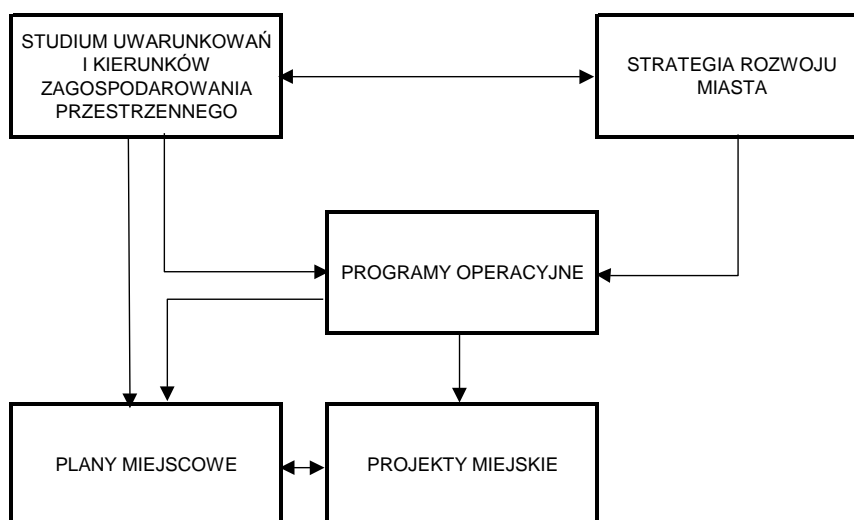 STUDIUM UWARUNKOWAŃ
I KIERUNKÓW
ZAGOSPODAROWANIA
PRZESTRZENNEGO
STRATEGIA ROZWOJU
MIASTA
PROGRAMY OPERACYJNE
PLANY MIEJSCOWE
PROJEKTY MIEJSKIE